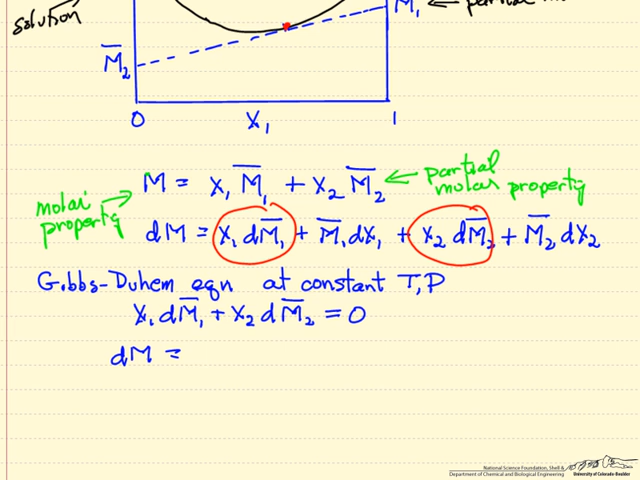 solution
M̄₁ ← partial
M̄₂
0 x₁ 1
M = x₁ M̄₁ + x₂ M̄₂ ← partial molar property
molar property →
dM = x₁ dM̄₁ + M̄₁ dx₁ + x₂ dM̄₂ + M̄₂ dx₂
Gibbs-Duhem eqn at constant T, P
x₁ dM̄₁ + x₂ dM̄₂ = 0
dM =
National Science Foundation, Shell &
Department of Chemical and Biological Engineering
University of Colorado Boulder